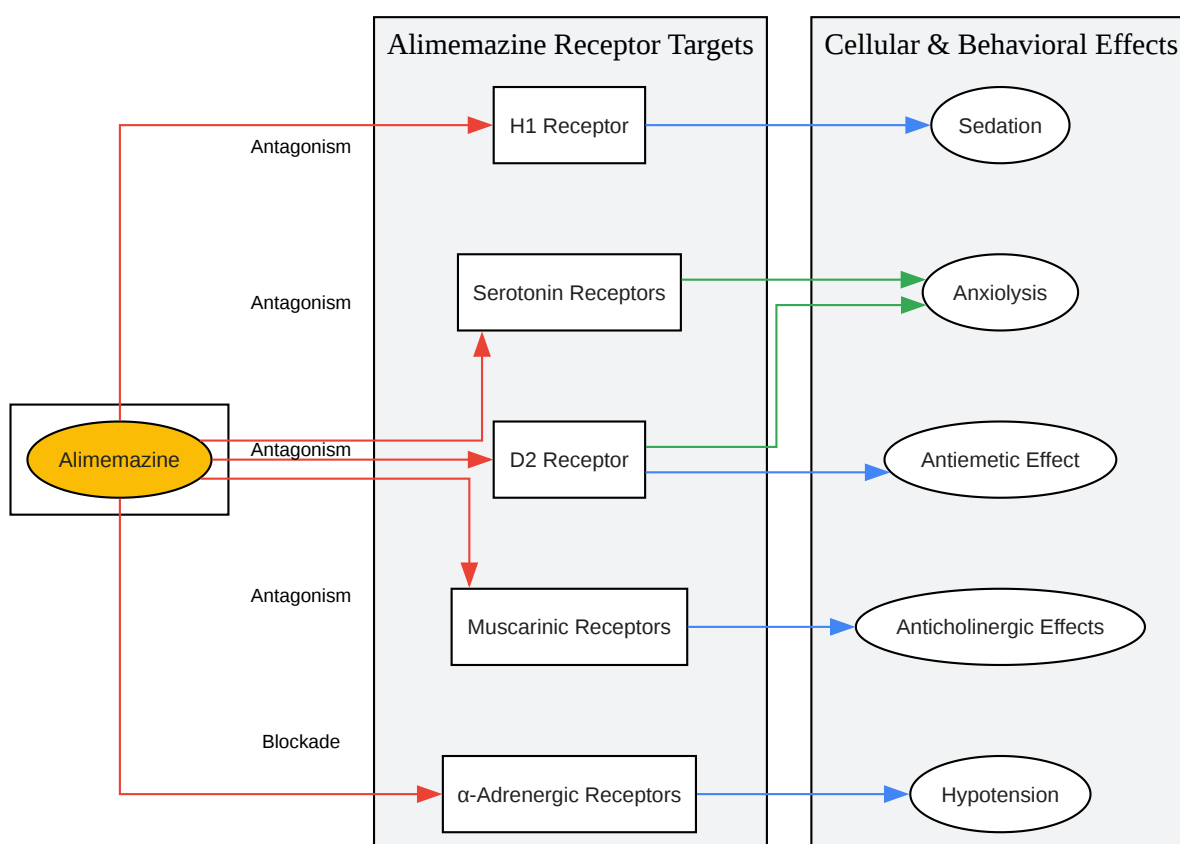 Alimemazine Receptor Targets
Cellular & Behavioral Effects
H1 Receptor
Sedation
Antagonism
Serotonin Receptors
Anxiolysis
Antagonism
Alimemazine
Antagonism
D2 Receptor
Antiemetic Effect
Antagonism
Muscarinic Receptors
Anticholinergic Effects
Blockade
α-Adrenergic Receptors
Hypotension